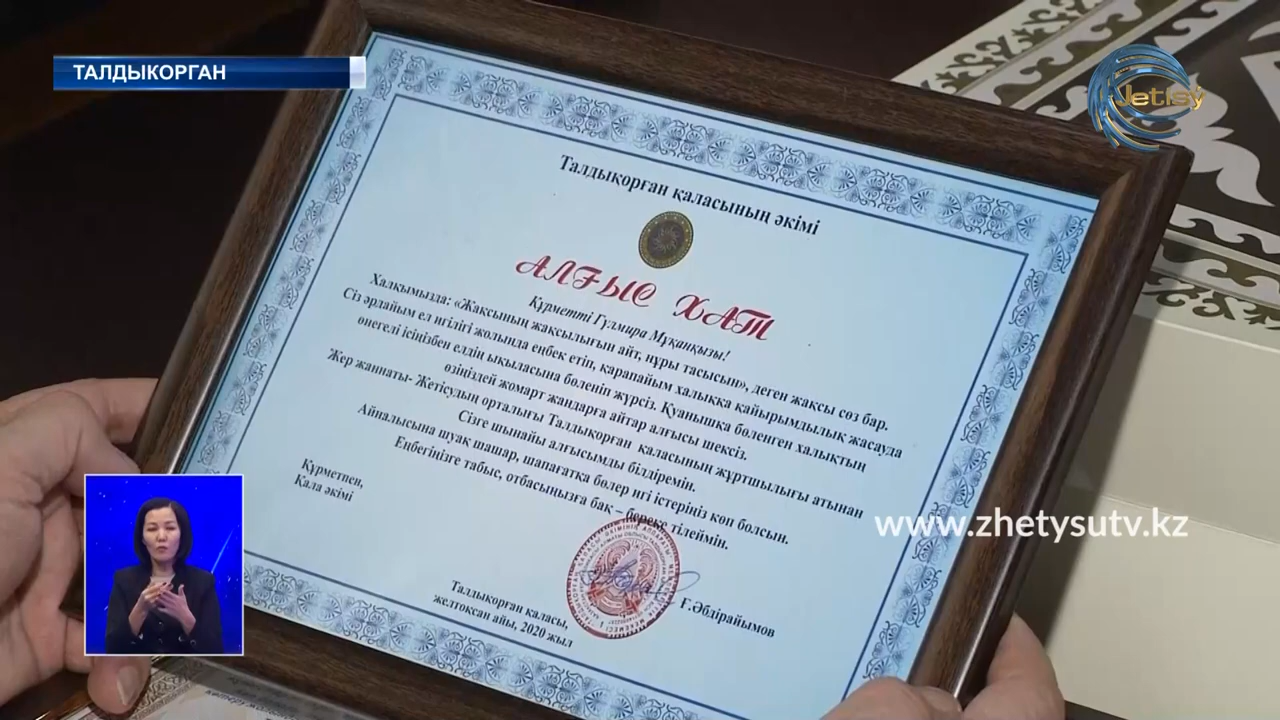 ТАЛДЫКОРГАН
Jetisy
Талдықорған қаласының әкімі
АЛҒЫС ХАТ
Құрметті Гулмира Мұқанқызы!
Халқымызда: «Жақсының жақсылығын айт, нұры тасысын», деген жақсы сөз бар.
Сіз әрдайым ел игілігі жолында еңбек етіп, қарапайым халыққа қайырымдылық жасауда
өнегелі ісіңізбен елдің ықыласына бөленіп жүрсіз. Қуанышқа бөленген халықтың
өзіңіздей жомарт жандарға айтар алғысы шексіз.
Жер жаннаты- Жетісудың орталығы Талдықорған қаласының жұртшылығы атынан
Сізге шынайы алғысымды білдіремін.
Айналысына шуақ шашар, шапағатқа бөлер игі істеріңіз көп болсын.
Еңбегіңізге табыс, отбасыңызға бақ – береке тілеймін.
Құрметпен,
Қала әкімі
Ғ.Әбдірайымов
Талдықорған қаласы,
желтоқсан айы, 2020 жыл
www.zhetysutv.kz